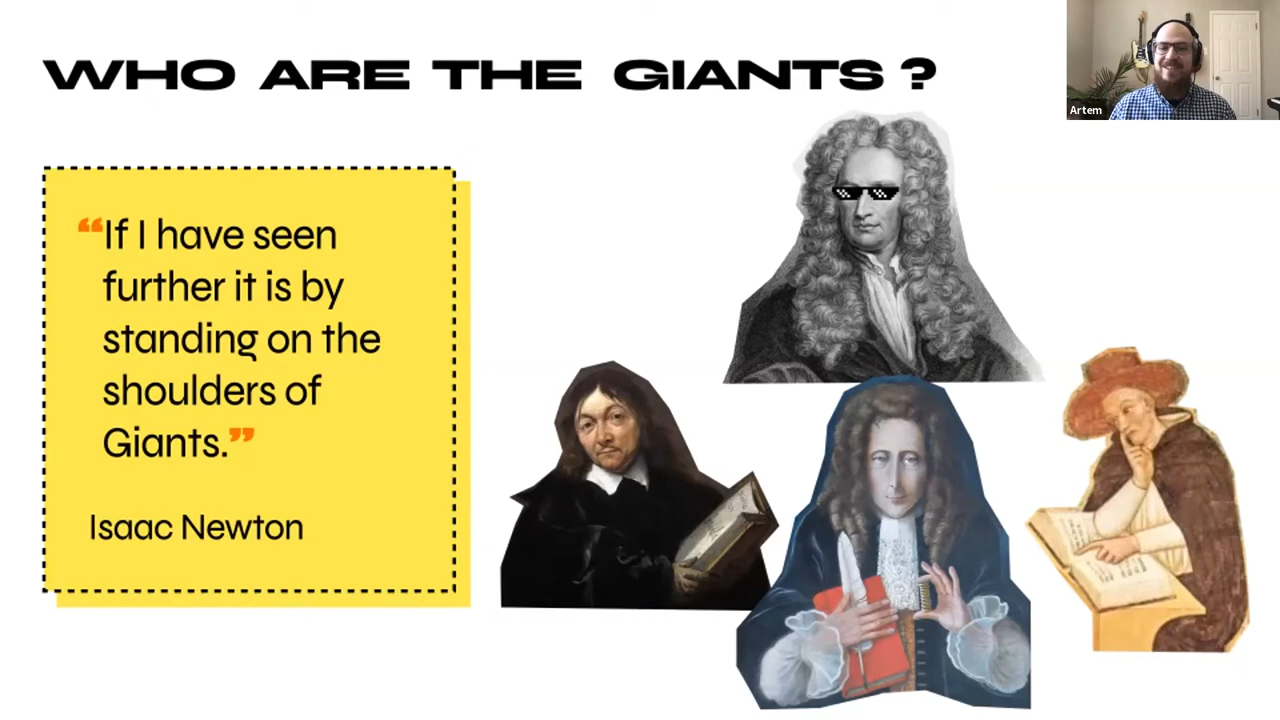 WHO ARE THE GIANTS ?
Artem
“If I have seen
further it is by
standing on the
shoulders of
Giants.”
Isaac Newton